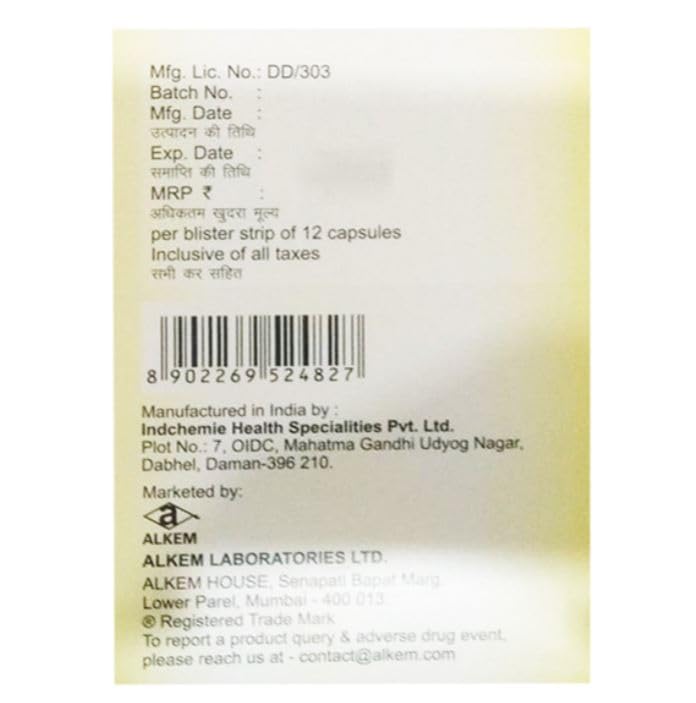 Mfg. Lic. No.: DD/303
Batch No. :
Mfg. Date :
उत्पादन की तिथि
Exp. Date :
समाप्ति की तिथि
MRP ₹ :
अधिकतम खुदरा मूल्य
per blister strip of 12 capsules
Inclusive of all taxes
सभी कर सहित
8 902269 524827
Manufactured in India by :
Indchemie Health Specialities Pvt. Ltd.
Plot No.: 7, OIDC, Mahatma Gandhi Udyog Nagar,
Dabhel, Daman-396 210.
Marketed by:
a
ALKEM
ALKEM LABORATORIES LTD.
ALKEM HOUSE, Senapati Bapat Marg,
Lower Parel, Mumbai - 400 013.
® Registered Trade Mark
To report a product query & adverse drug event,
please reach us at - contact@alkem.com